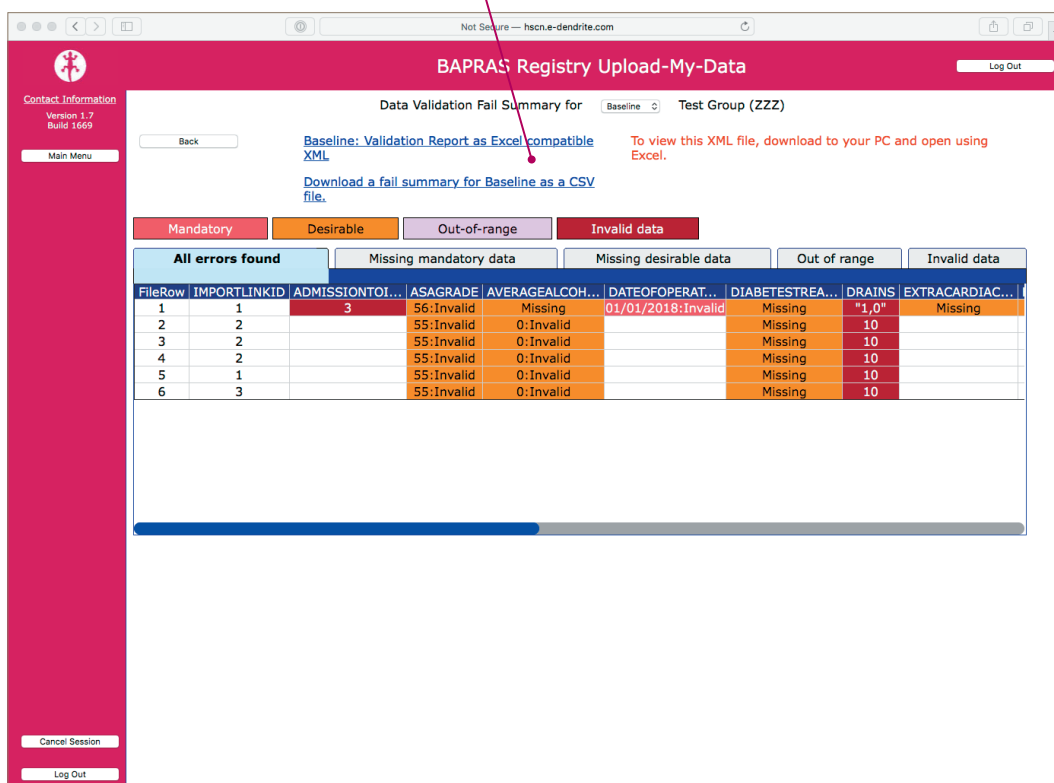 Not Secure — hscn.e-dendrite.com
BAPRAS Registry Upload-My-Data
Log Out
Contact Information
Version 1.7
Build 1669
Main Menu
Data Validation Fail Summary for Baseline Test Group (ZZZ)
Back
Baseline: Validation Report as Excel compatible
XML
To view this XML file, download to your PC and open using
Excel.
Download a fail summary for Baseline as a CSV
file.
Mandatory Desirable Out-of-range Invalid data
All errors found Missing mandatory data Missing desirable data Out of range Invalid data
FileRow IMPORTLINKID ADMISSIONTOI... ASAGRADE AVERAGEALCOH... DATEOFOPERAT... DIABETESTREA... DRAINS EXTRACARDIAC...
1 1 3 56:Invalid Missing 01/01/2018:Invalid Missing "1,0" Missing
2 2 55:Invalid 0:Invalid Missing 10
3 2 55:Invalid 0:Invalid Missing 10
4 2 55:Invalid 0:Invalid Missing 10
5 1 55:Invalid 0:Invalid Missing 10
6 3 55:Invalid 0:Invalid Missing 10
Cancel Session
Log Out